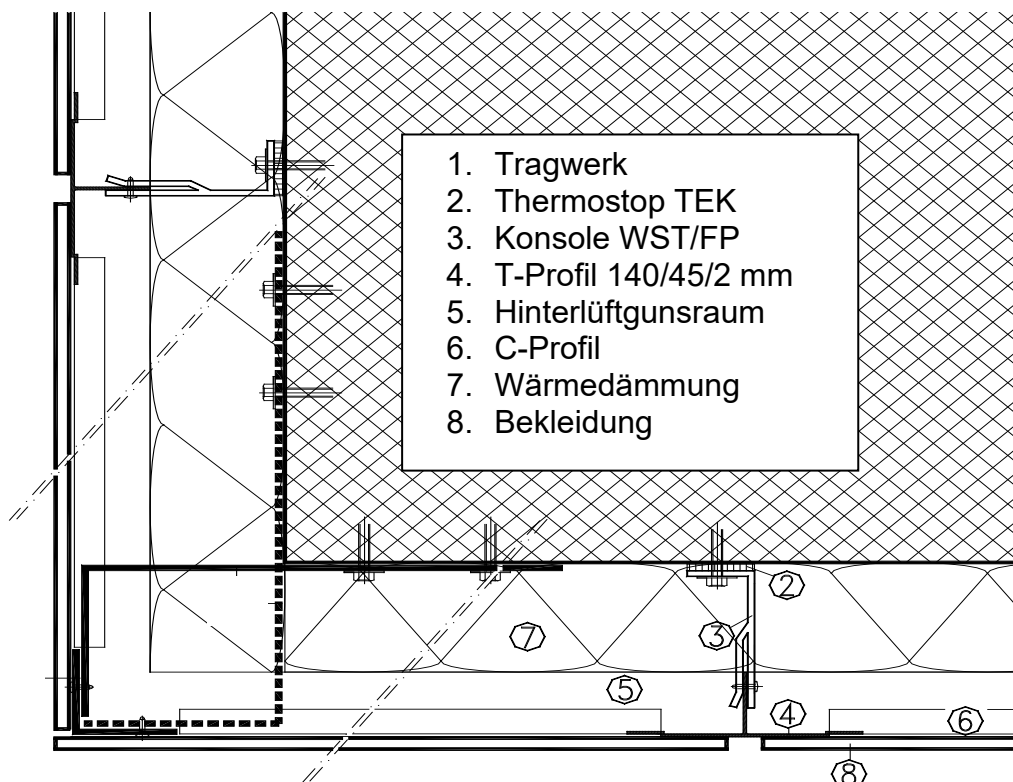 1. Tragwerk
2. Thermostop TEK
3. Konsole WST/FP
4. T-Profil 140/45/2 mm
5. Hinterlüftgunsraum
6. C-Profil
7. Wärmedämmung
8. Bekleidung
2
3
7
5
4
6
8